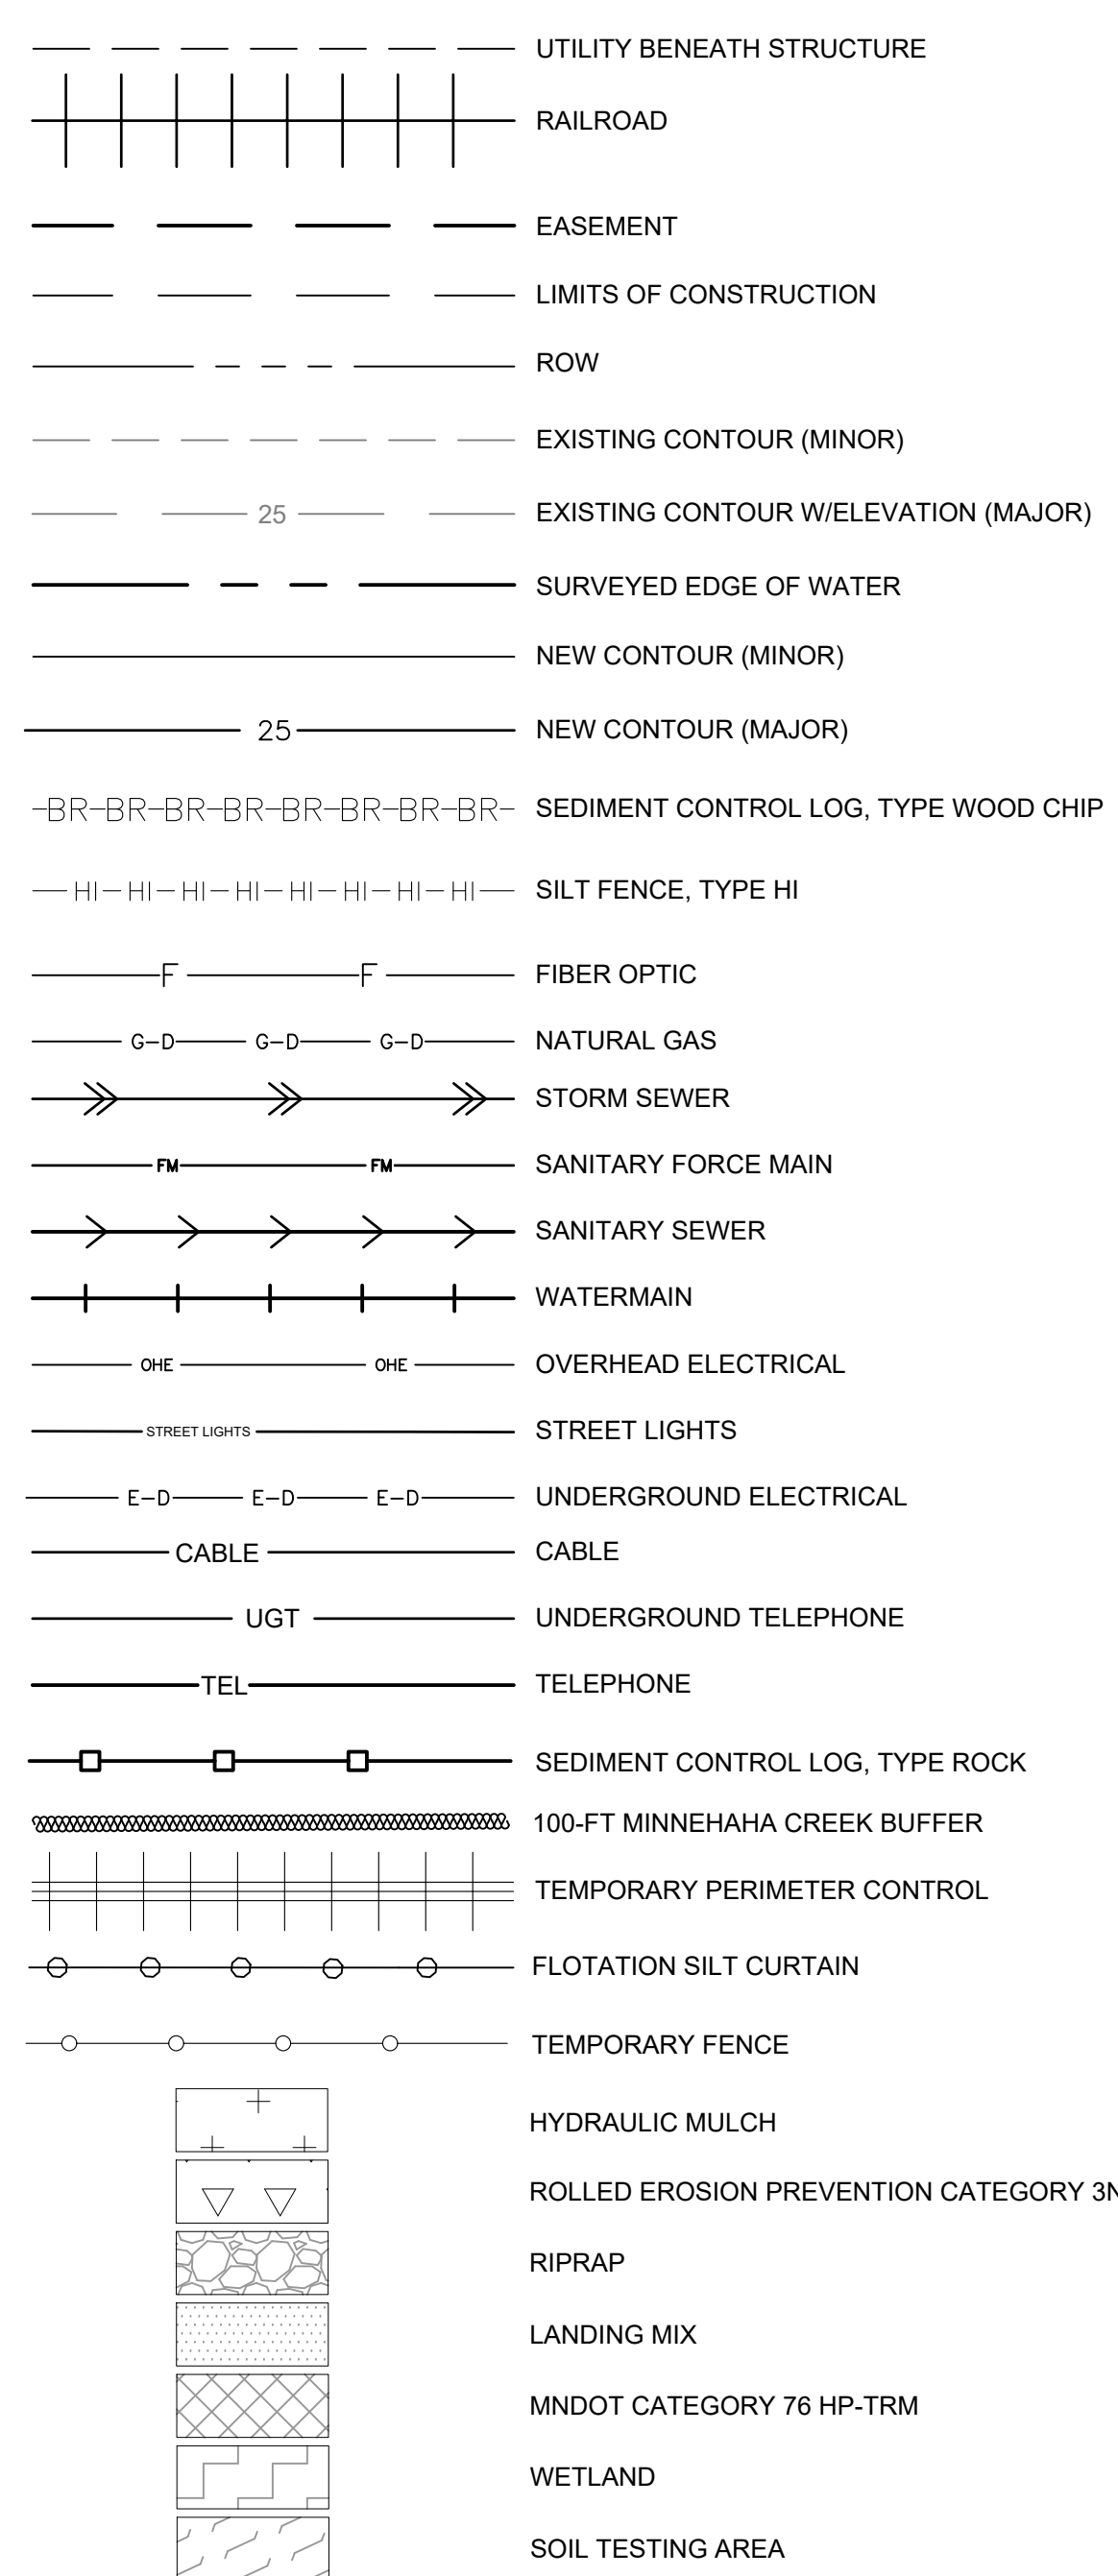 UTILITY BENEATH STRUCTURE
RAILROAD
EASEMENT
LIMITS OF CONSTRUCTION
ROW
EXISTING CONTOUR (MINOR)
25 EXISTING CONTOUR W/ELEVATION (MAJOR)
SURVEYED EDGE OF WATER
NEW CONTOUR (MINOR)
25 NEW CONTOUR (MAJOR)
BR BR BR BR BR BR BR BR SEDIMENT CONTROL LOG, TYPE WOOD CHIP
HI HI HI HI HI HI HI HI SILT FENCE, TYPE HI
F F FIBER OPTIC
G-D G-D G-D NATURAL GAS
STORM SEWER
FM FM SANITARY FORCE MAIN
SANITARY SEWER
WATERMAIN
OHE OHE OVERHEAD ELECTRICAL
STREET LIGHTS STREET LIGHTS
E-D E-D E-D UNDERGROUND ELECTRICAL
CABLE CABLE
UGT UNDERGROUND TELEPHONE
TEL TELEPHONE
SEDIMENT CONTROL LOG, TYPE ROCK
100-FT MINNEHAHA CREEK BUFFER
TEMPORARY PERIMETER CONTROL
FLOTATION SILT CURTAIN
TEMPORARY FENCE
HYDRAULIC MULCH
ROLLED EROSION PREVENTION CATEGORY 3N
RIPRAP
LANDING MIX
MNDOT CATEGORY 76 HP-TRM
WETLAND
SOIL TESTING AREA